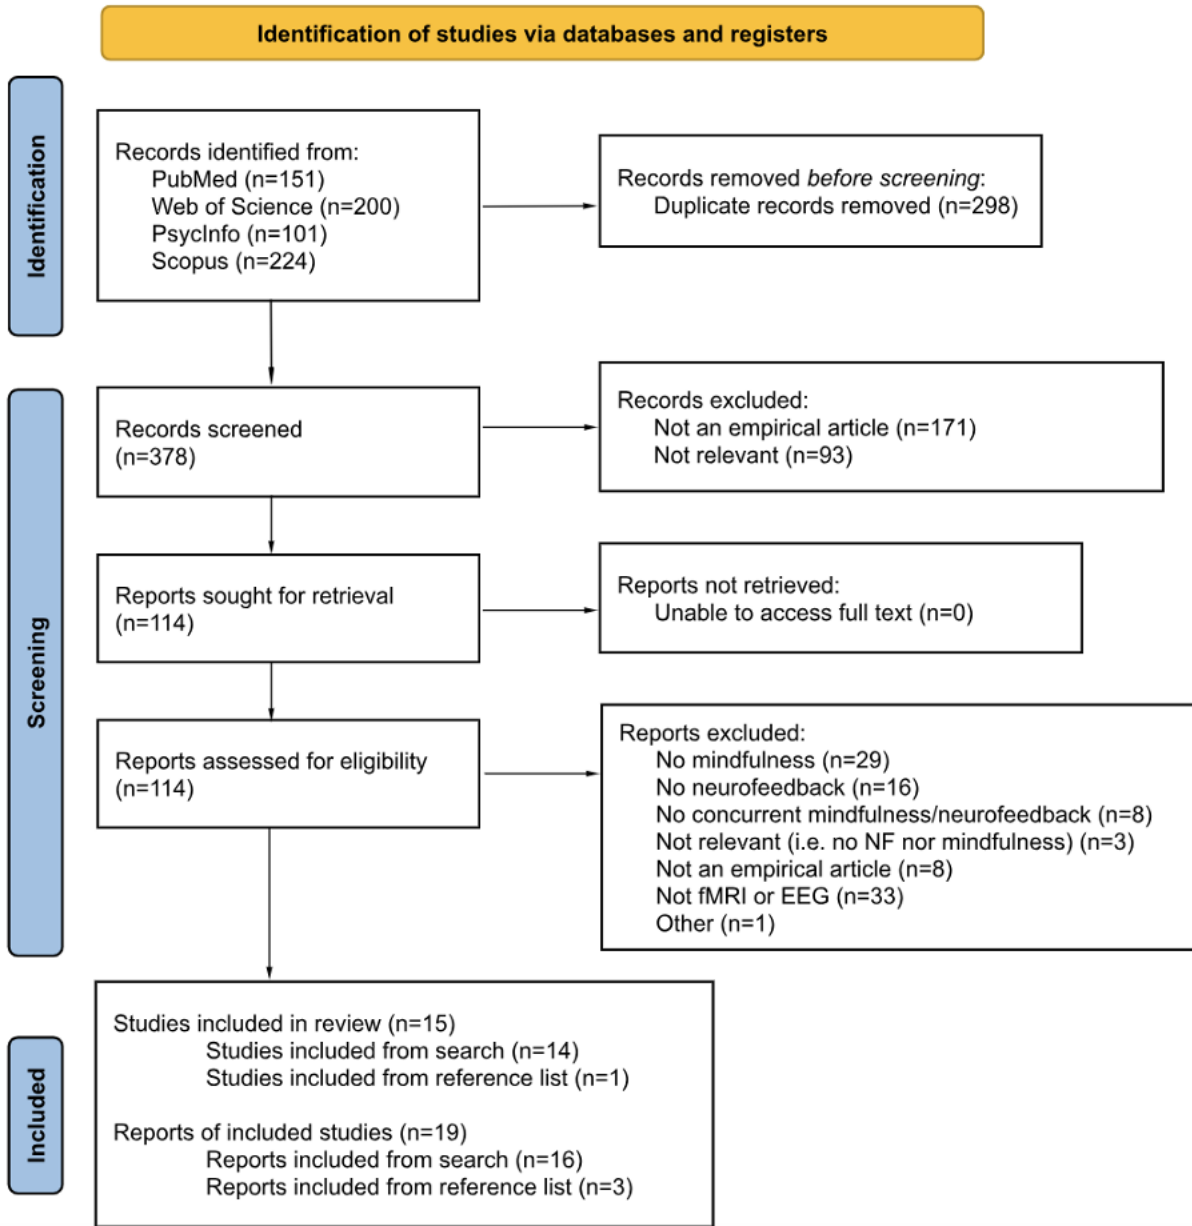 Identification of studies via databases and registers
Identification
Records identified from:
PubMed (n=151)
Web of Science (n=200)
PsycInfo (n=101)
Scopus (n=224)
Records removed before screening:
Duplicate records removed (n=298)
Screening
Records screened
(n=378)
Records excluded:
Not an empirical article (n=171)
Not relevant (n=93)
Reports sought for retrieval
(n=114)
Reports not retrieved:
Unable to access full text (n=0)
Reports assessed for eligibility
(n=114)
Reports excluded:
No mindfulness (n=29)
No neurofeedback (n=16)
No concurrent mindfulness/neurofeedback (n=8)
Not relevant (i.e. no NF nor mindfulness) (n=3)
Not an empirical article (n=8)
Not fMRI or EEG (n=33)
Other (n=1)
Included
Studies included in review (n=15)
Studies included from search (n=14)
Studies included from reference list (n=1)
Reports of included studies (n=19)
Reports included from search (n=16)
Reports included from reference list (n=3)